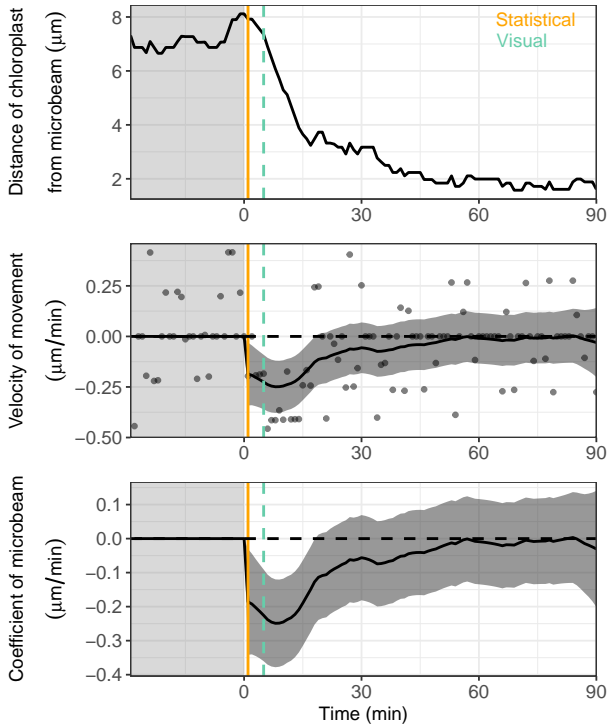 Distance of chloroplast
from microbeam (μm)
8
6
4
2
Statistical
Visual
0
30
60
90
Velocity of movement
(μm/min)
0.25
0.00
−0.25
−0.50
0
30
60
90
Coefficient of microbeam
(μm/min)
0.1
0.0
−0.1
−0.2
−0.3
−0.4
0
30
60
90
Time (min)